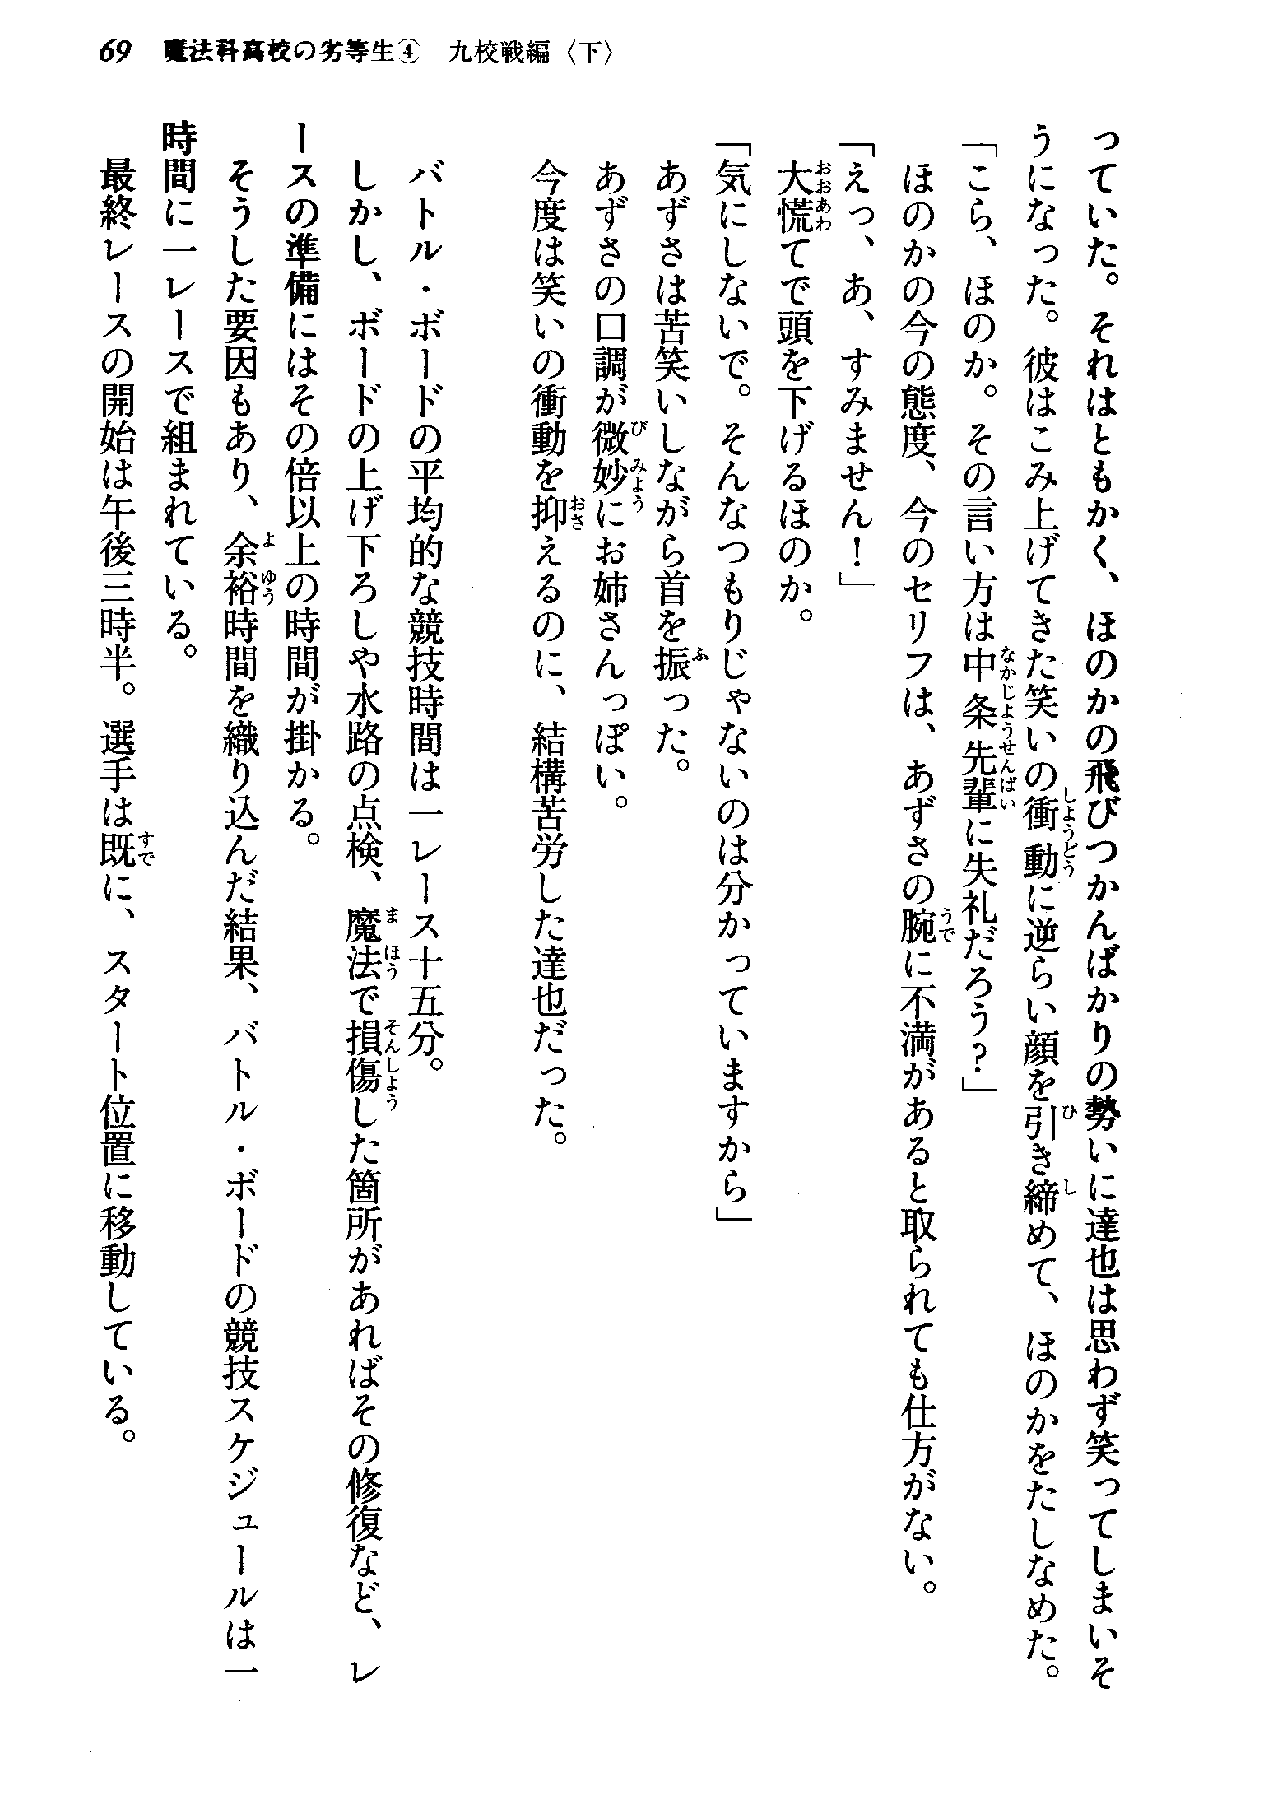 69 魔法科高校の劣等生④ 九校戦編〈下〉
っていた。それはともかく、ほのかの飛びつかんばかりの勢いに達也は思わず笑ってしまいそ
うになった。彼はこみ上げてきた笑いの衝動に逆らい顔を引き締めて、ほのかをたしなめた。
「こら、ほのか。その言い方は中条先輩に失礼だろう?」
ほのかの今の態度、今のセリフは、あずさの腕に不満があると取られても仕方がない。
「えっ、あ、すみません!」
大慌てで頭を下げるほのか。
「気にしないで。そんなつもりじゃないのは分かっていますから」
あずさは苦笑いしながら首を振った。
あずさの口調が微妙にお姉さんっぽい。
今度は笑いの衝動を抑えるのに、結構苦労した達也だった。
バトル・ボードの平均的な競技時間は一レース十五分。
しかし、ボードの上げ下ろしや水路の点検、魔法で損傷した箇所があればその修復など、レ
ースの準備にはその倍以上の時間が掛かる。
そうした要因もあり、余裕時間を織り込んだ結果、バトル・ボードの競技スケジュールは一
時間に一レースで組まれている。
最終レースの開始は午後三時半。選手は既に、スタート位置に移動している。